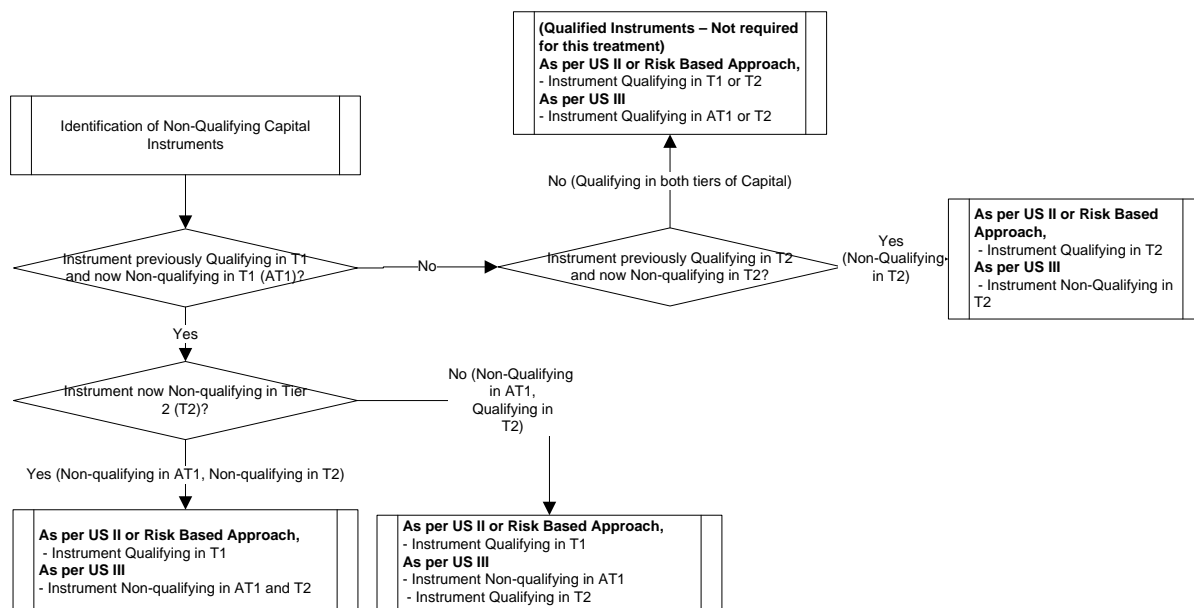 (Qualified Instruments – Not required
for this treatment)
As per US II or Risk Based Approach,
- Instrument Qualifying in T1 or T2
As per US III
- Instrument Qualifying in AT1 or T2
Identification of Non-Qualifying Capital
Instruments
No (Qualifying in both tiers of Capital)
Instrument previously Qualifying in T1
and now Non-qualifying in T1 (AT1)?
No
Instrument previously Qualifying in T2
and now Non-qualifying in T2?
Yes
(Non-Qualifying
in T2)
As per US II or Risk Based
Approach,
- Instrument Qualifying in T2
As per US III
- Instrument Non-Qualifying in
T2
Yes
Instrument now Non-qualifying in Tier
2 (T2)?
No (Non-Qualifying
in AT1,
Qualifying in
T2)
Yes (Non-qualifying in AT1, Non-qualifying in T2)
As per US II or Risk Based Approach,
- Instrument Qualifying in T1
As per US III
- Instrument Non-qualifying in AT1 and T2
As per US II or Risk Based Approach,
- Instrument Qualifying in T1
As per US III
- Instrument Non-qualifying in AT1
- Instrument Qualifying in T2